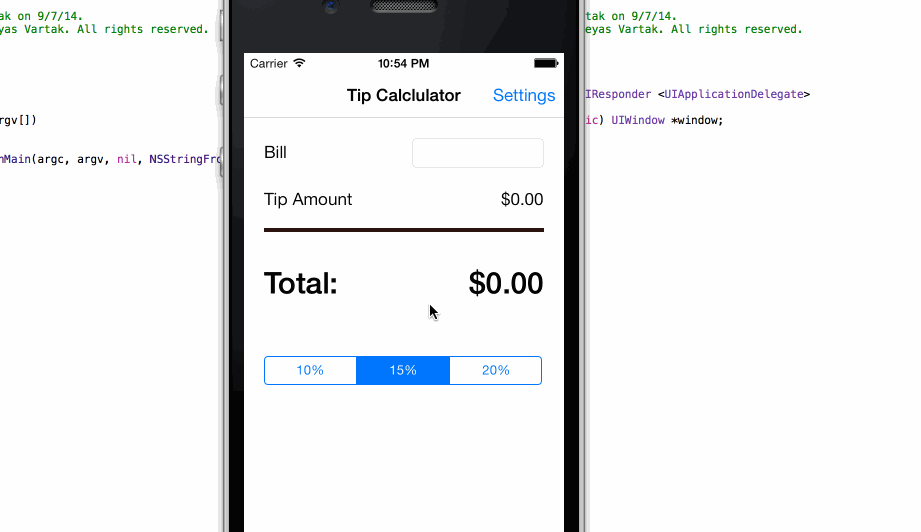 ak on 9/7/14.
yas Vartak. All rights reserved.
rgv[])
nMain(argc, argv, nil, NSStringFro
Carrier 10:54 PM
Tip Calclulator Settings
Bill
Tip Amount $0.00
Total: $0.00
10% 15% 20%
tak on 9/7/14.
eyas Vartak. All rights reserved.
IResponder <UIApplicationDelegate>
ic) UIWindow *window;